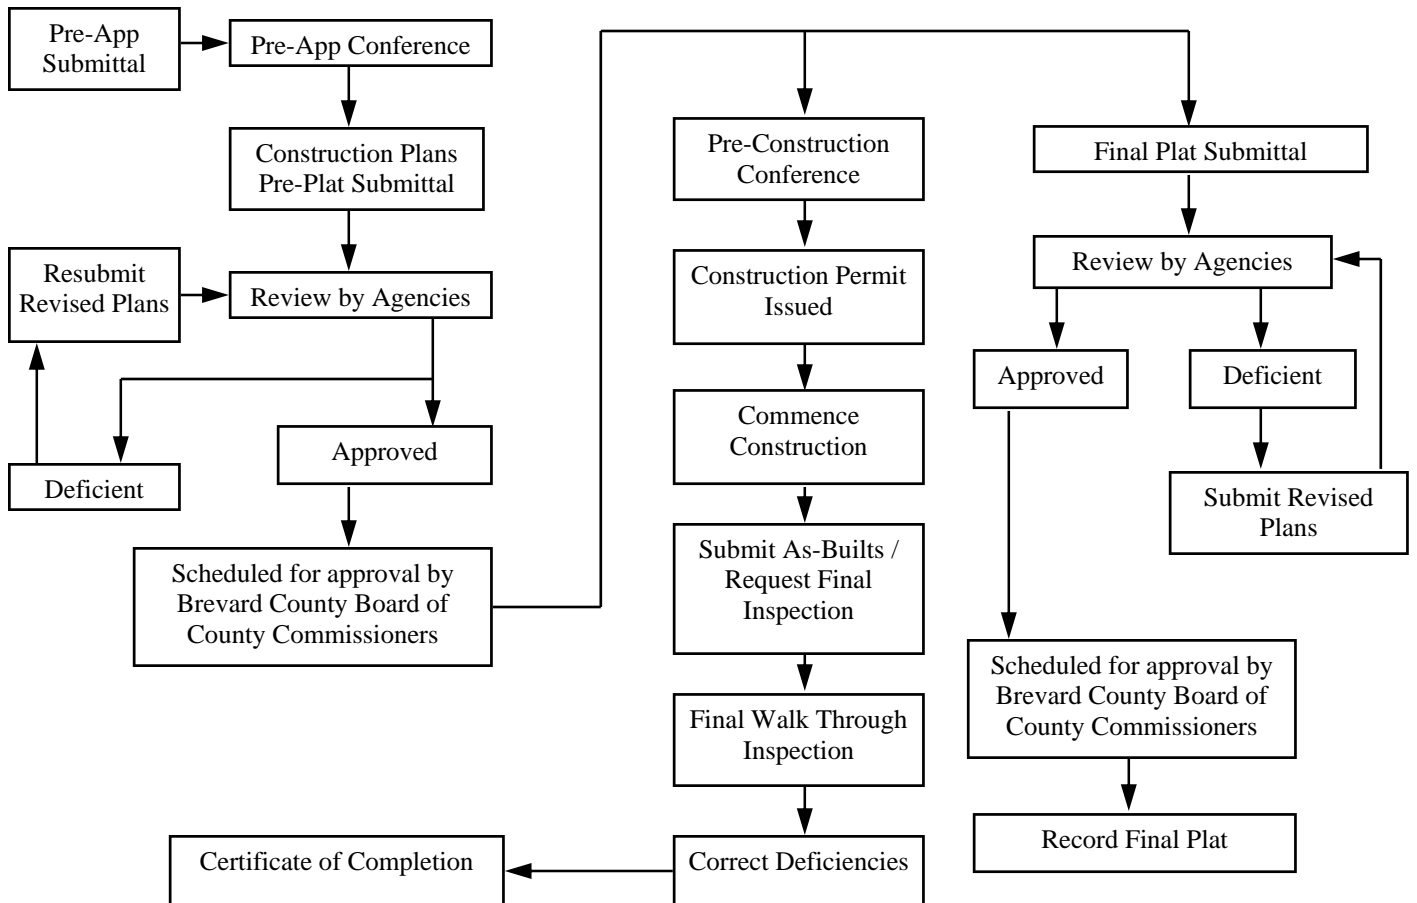 Pre-App
Submittal
Pre-App Conference
Construction Plans
Pre-Plat Submittal
Resubmit
Revised Plans
Review by Agencies
Approved
Deficient
Scheduled for approval by
Brevard County Board of
County Commissioners
Pre-Construction
Conference
Construction Permit
Issued
Commence
Construction
Submit As-Builts /
Request Final
Inspection
Final Walk Through
Inspection
Correct Deficiencies
Certificate of Completion
Final Plat Submittal
Review by Agencies
Approved
Deficient
Submit Revised
Plans
Scheduled for approval by
Brevard County Board of
County Commissioners
Record Final Plat